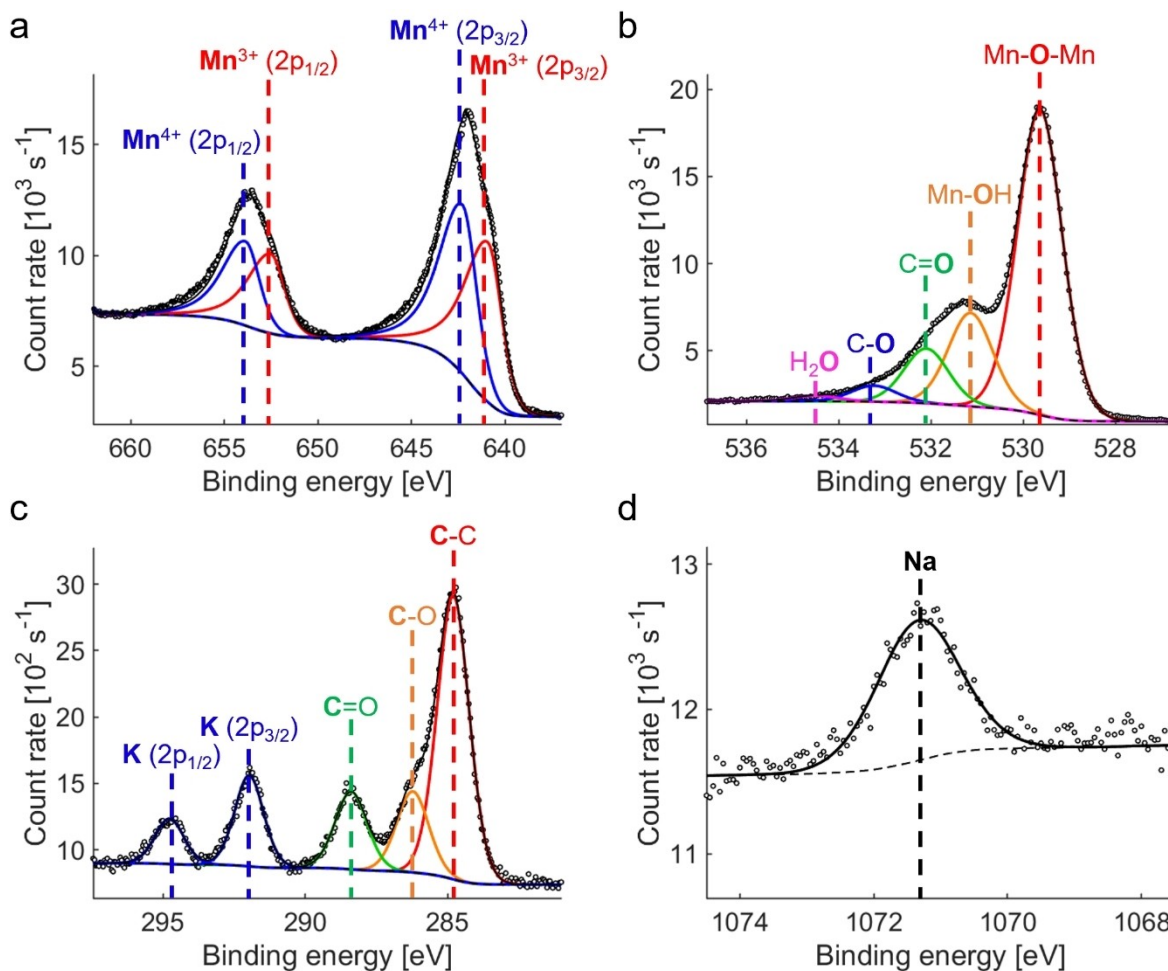 a
Mn⁴⁺ (2p₃/₂)
Mn³⁺ (2p₁/₂)
Mn³⁺ (2p₃/₂)
Mn⁴⁺ (2p₁/₂)
15
10
5
Count rate [10³ s⁻¹]
660 650 640
Binding energy [eV]
b
Mn-O-Mn
Mn-OH
C=O
C-O
H₂O
20
15
10
5
Count rate [10³ s⁻¹]
536 534 532 530 528
Binding energy [eV]
c
C-C
C-O
C=O
K (2p₃/₂)
K (2p₁/₂)
30
25
20
15
10
Count rate [10² s⁻¹]
295 290 285
Binding energy [eV]
d
Na
13
12
11
Count rate [10³ s⁻¹]
1074 1072 1070 1068
Binding energy [eV]